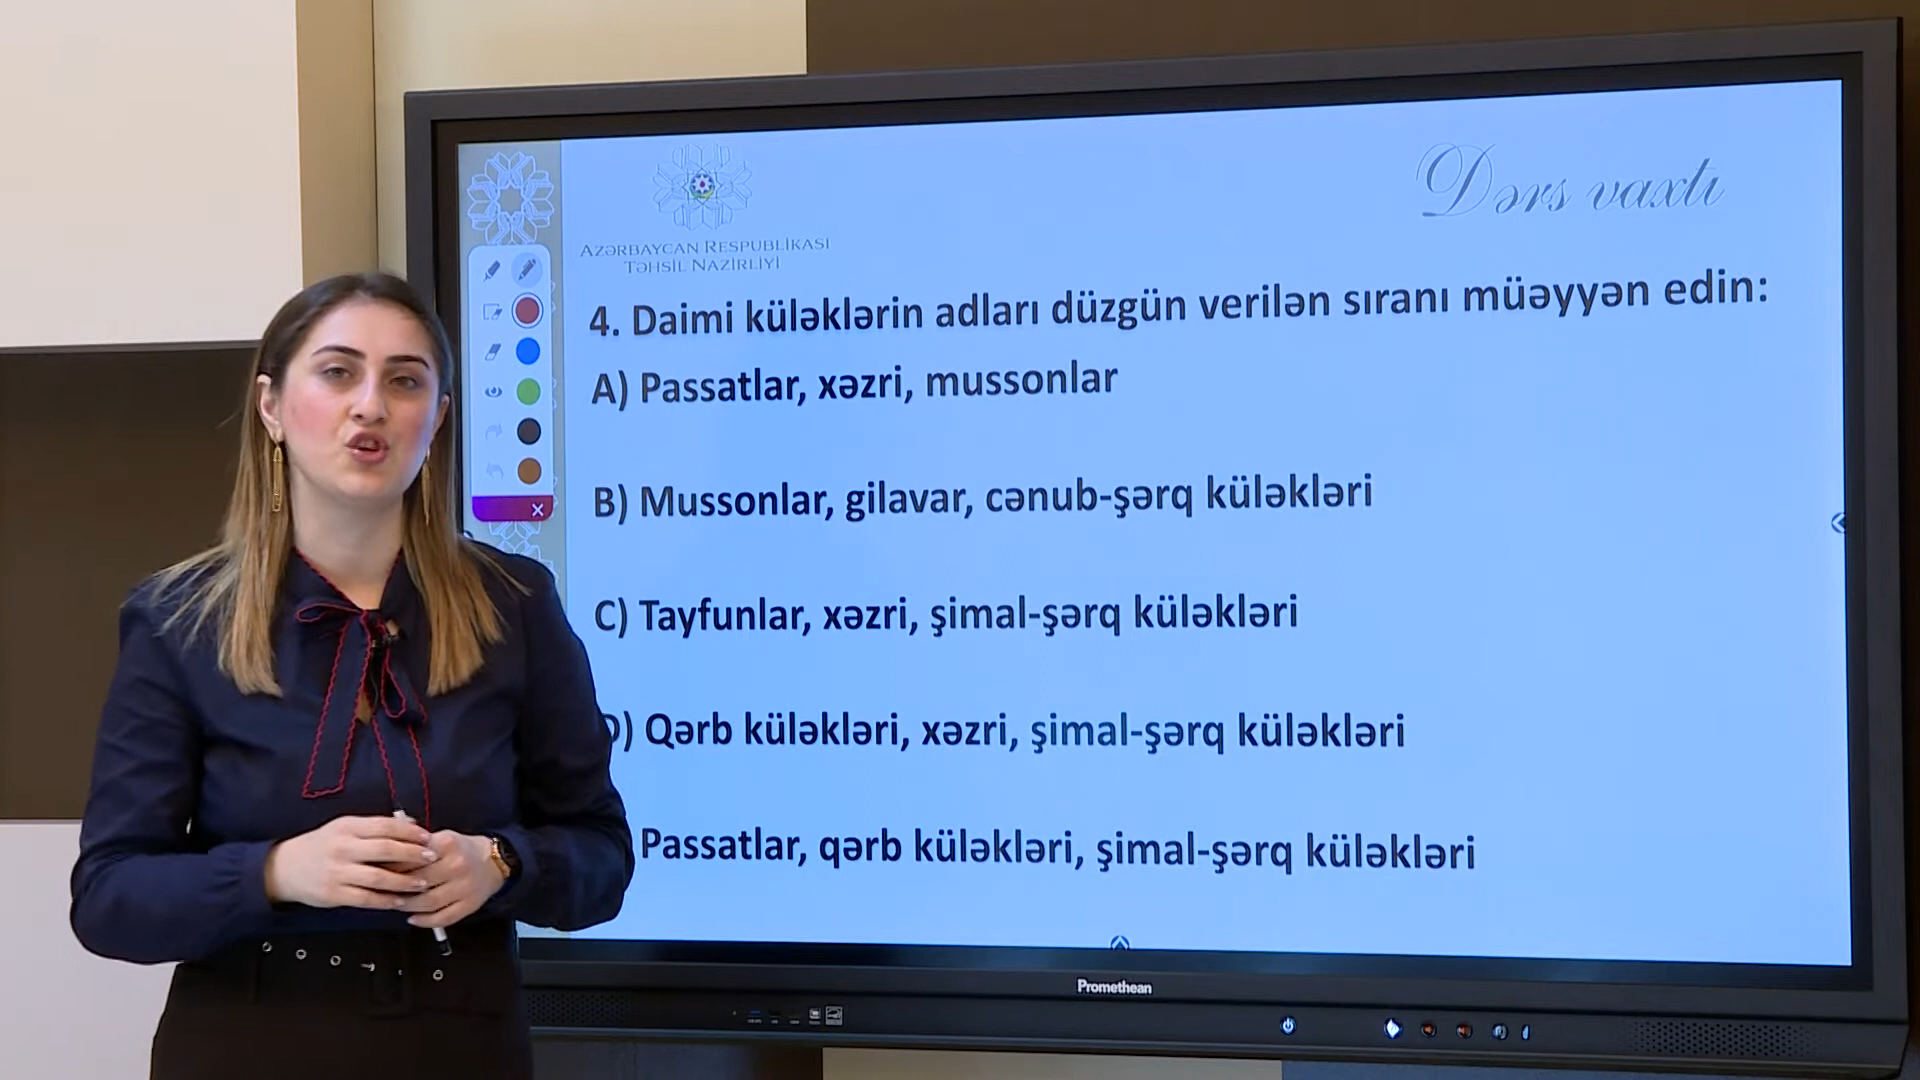 Dərs vaxtı
AZƏRBAYCAN RESPUBLİKASI
TƏHSİL NAZİRLİYİ
4. Daimi küləklərin adları düzgün verilən sıranı müəyyən edin:
A) Passatlar, xəzri, mussonlar
B) Mussonlar, gilavar, cənub-şərq küləkləri
C) Tayfunlar, xəzri, şimal-şərq küləkləri
D) Qərb küləkləri, xəzri, şimal-şərq küləkləri
Passatlar, qərb küləkləri, şimal-şərq küləkləri
Promethean